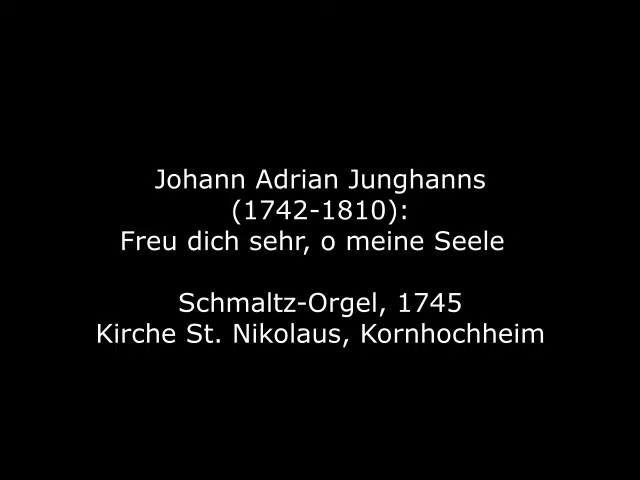 Johann Adrian Junghanns
(1742-1810):
Freu dich sehr, o meine Seele
Schmaltz-Orgel, 1745
Kirche St. Nikolaus, Kornhochheim